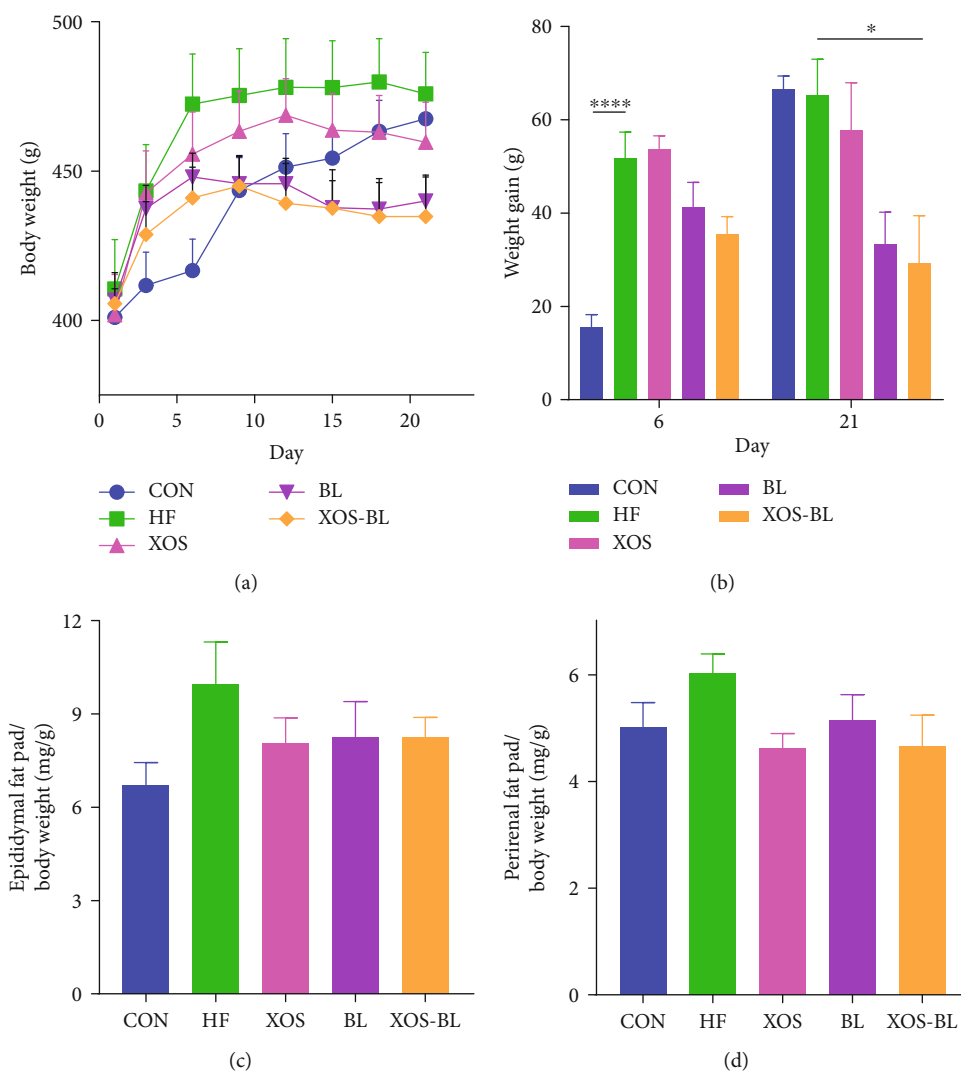 500
450
400
Body weight (g)
0 5 10 15 20
Day
CON
HF
XOS
BL
XOS-BL
(a)
80
60
40
20
0
Weight gain (g)
****
*
6 21
Day
CON
HF
XOS
BL
XOS-BL
(b)
12
9
6
3
0
Epididymal fat pad/
body weight (mg/g)
CON HF XOS BL XOS-BL
(c)
6
4
2
0
Perirenal fat pad/
body weight (mg/g)
CON HF XOS BL XOS-BL
(d)